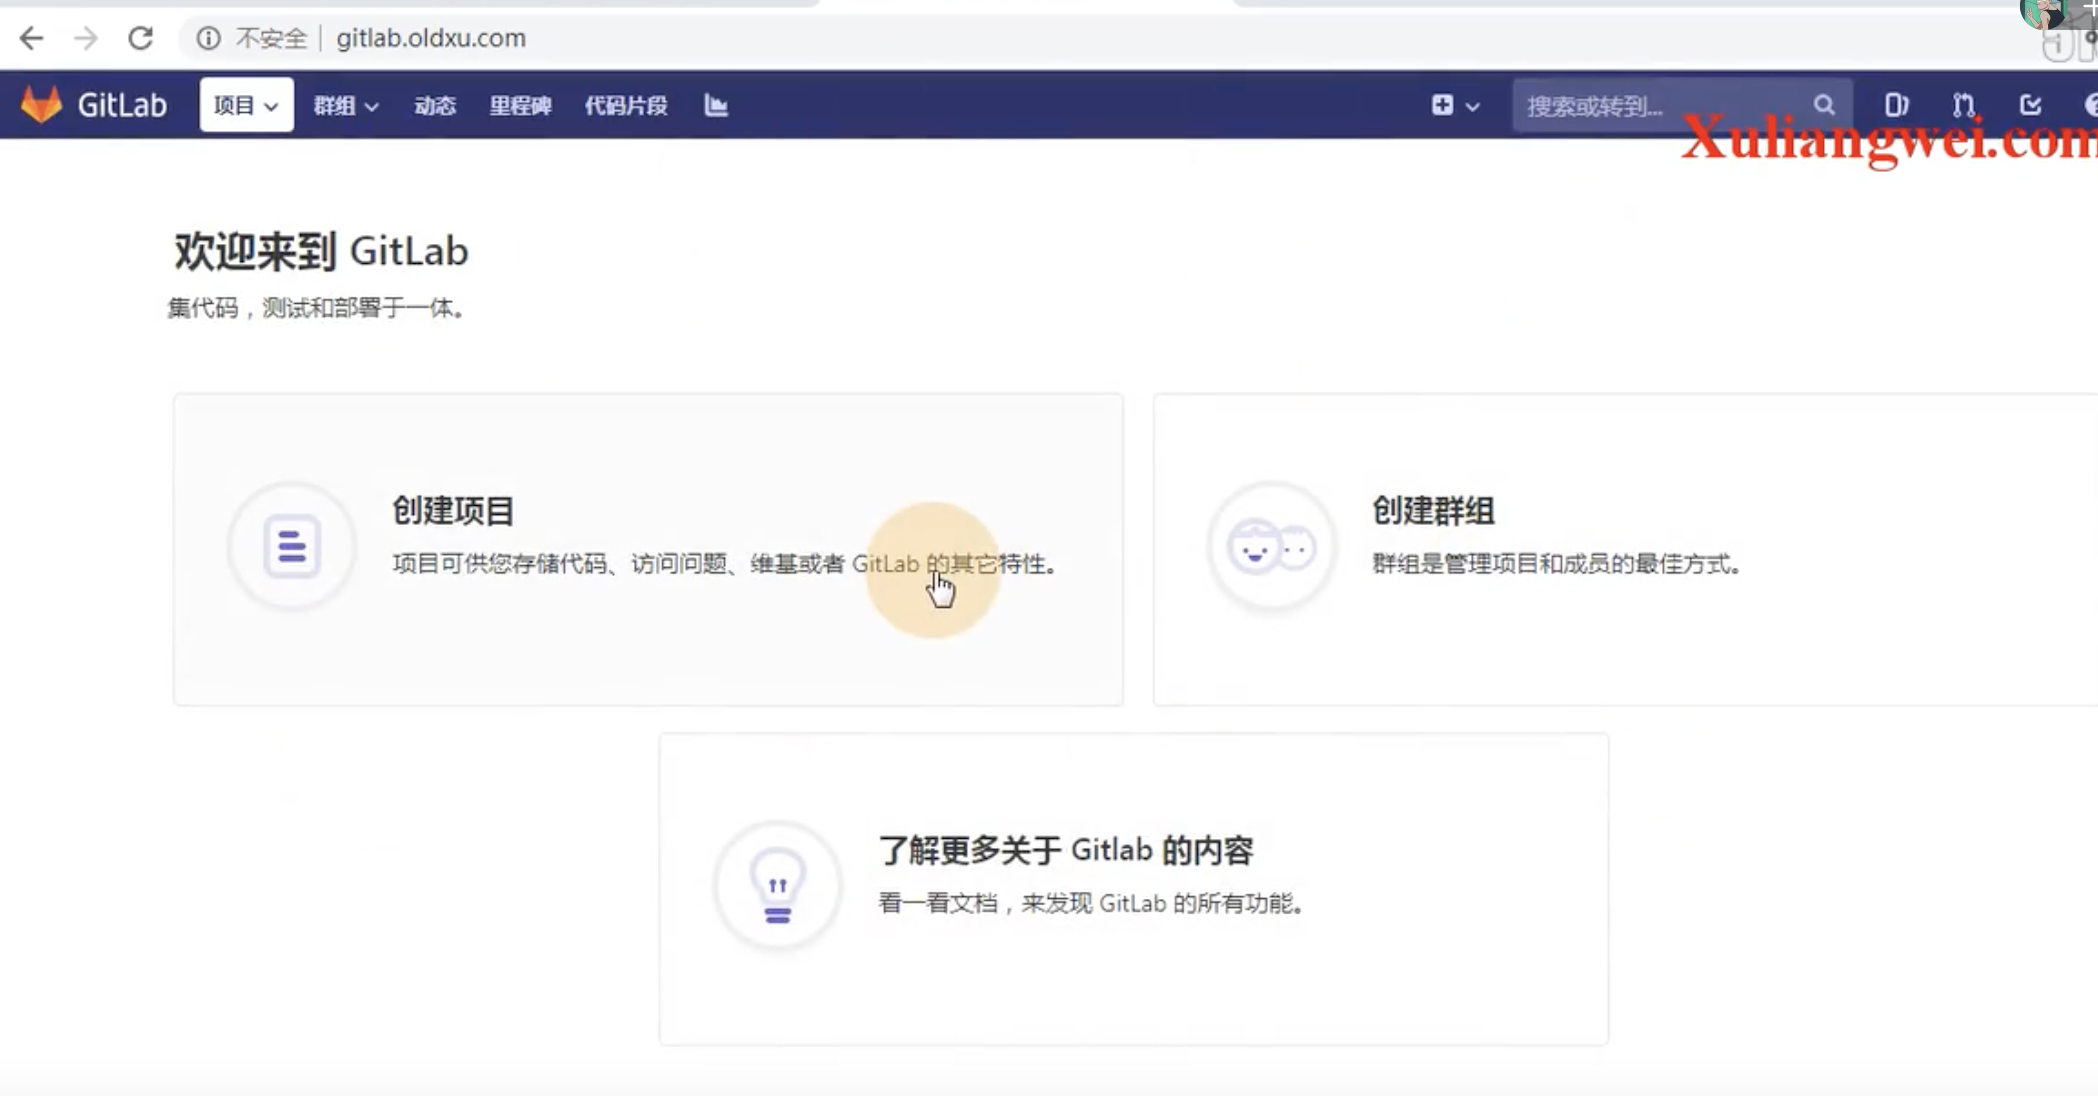 不安全 gitlab.oldxu.com
GitLab 项目 群组 动态 里程碑 代码片段 搜索或转到...
Xuliangwei.com
欢迎来到 GitLab
集代码，测试和部署于一体。
创建项目
项目可供您存储代码、访问问题、维基或者 GitLab 的其它特性。
创建群组
群组是管理项目和成员的最佳方式。
了解更多关于 Gitlab 的内容
看一看文档，来发现 GitLab 的所有功能。